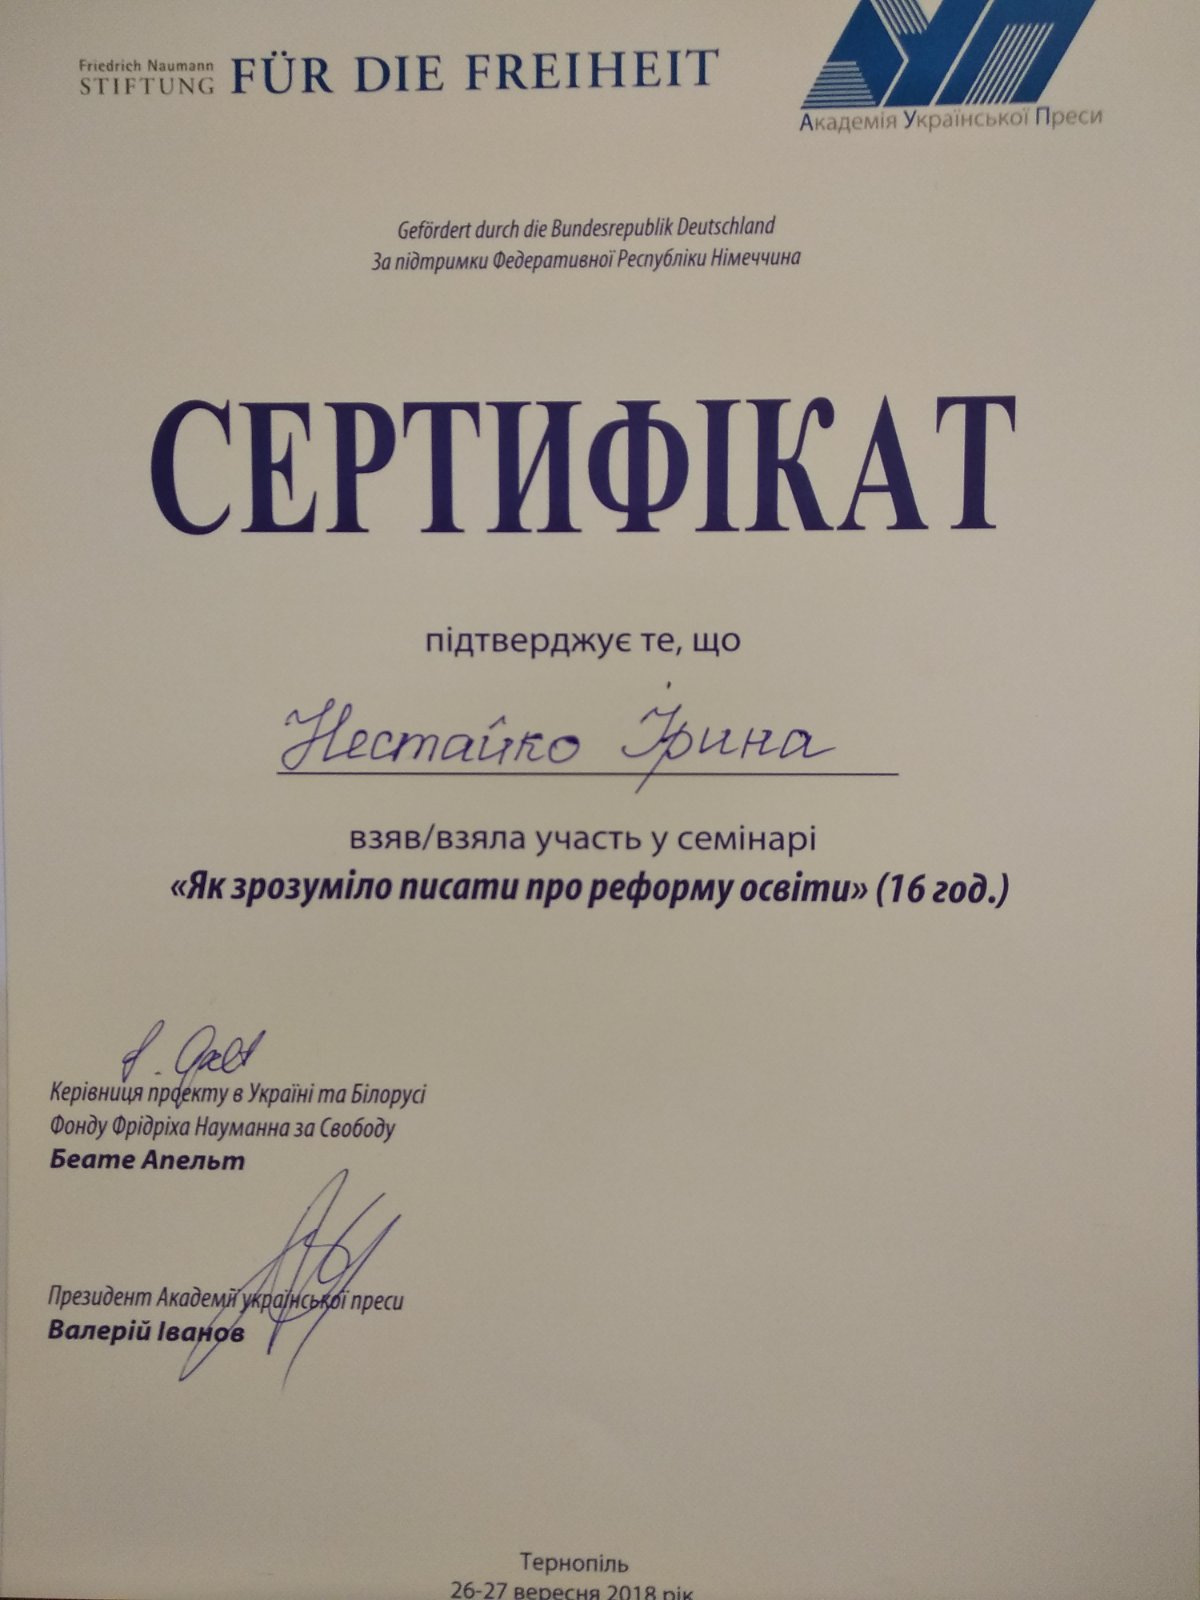 Friedrich Naumann
STIFTUNG FÜR DIE FREIHEIT
Академія Української Преси
Gefördert durch die Bundesrepublik Deutschland
За підтримки Федеративної Республіки Німеччина
СЕРТИФІКАТ
підтверджує те, що
Нестайко Ірина
взяв/взяла участь у семінарі
«Як зрозуміло писати про реформу освіти» (16 год.)
Керівниця проекту в Україні та Білорусі
Фонду Фрідріха Науманна за Свободу
Беате Апельт
Президент Академії української преси
Валерій Іванов
Тернопіль
26-27 вересня 2018 рік